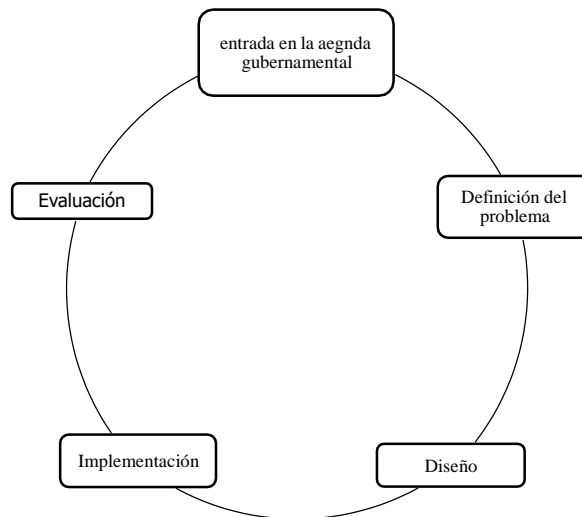 entrada en la aegnda
gubernamental
Evaluación
Definición del
problema
Implementación
Diseño